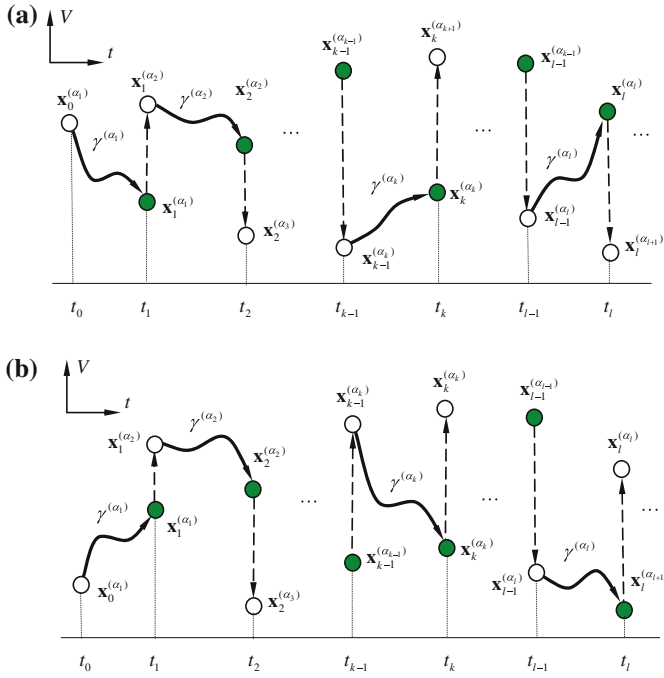 (a) V
t
x_{k-1}^{(α_{k-1})} x_k^{(α_{k+1})} x_{l-1}^{(α_{k-1})}
x_0^{(α_1)} x_1^{(α_2)} γ^{(α_2)} x_2^{(α_2)} x_l^{(α_l)}
γ^{(α_1)} ... γ^{(α_k)} ... γ^{(α_l)} ...
x_1^{(α_1)} x_2^{(α_3)} x_{k-1}^{(α_k)} x_k^{(α_k)} x_{l-1}^{(α_l)} x_l^{(α_{l+1})}
t_0 t_1 t_2 t_{k-1} t_k t_{l-1} t_l
(b) V
t
x_{k-1}^{(α_k)} x_k^{(α_k)} x_{l-1}^{(α_{l-1})}
x_1^{(α_2)} γ^{(α_2)} x_2^{(α_2)} x_l^{(α_l)}
γ^{(α_1)} x_1^{(α_1)} ... γ^{(α_k)} ... ...
x_0^{(α_1)} x_2^{(α_3)} x_{k-1}^{(α_{k-1})} x_k^{(α_k)} x_{l-1}^{(α_l)} γ^{(α_l)} x_l^{(α_{l+1)}}
t_0 t_1 t_2 t_{k-1} t_k t_{l-1} t_l